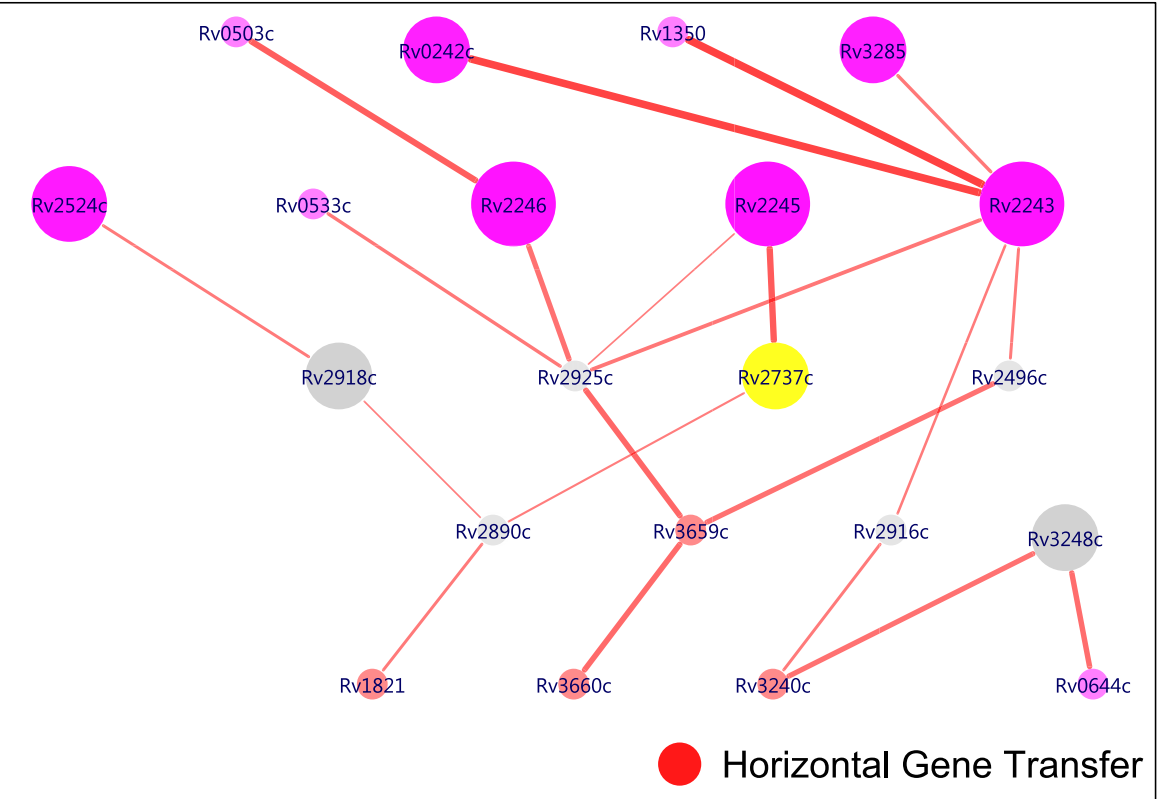 Rv0503c
Rv0242c
Rv1350
Rv3285
Rv2524c
Rv0533c
Rv2246
Rv2245
Rv2243
Rv2918c
Rv2925c
Rv2737c
Rv2496c
Rv2890c
Rv3659c
Rv2916c
Rv3248c
Rv1821
Rv3660c
Rv3240c
Rv0644c
Horizontal Gene Transfer